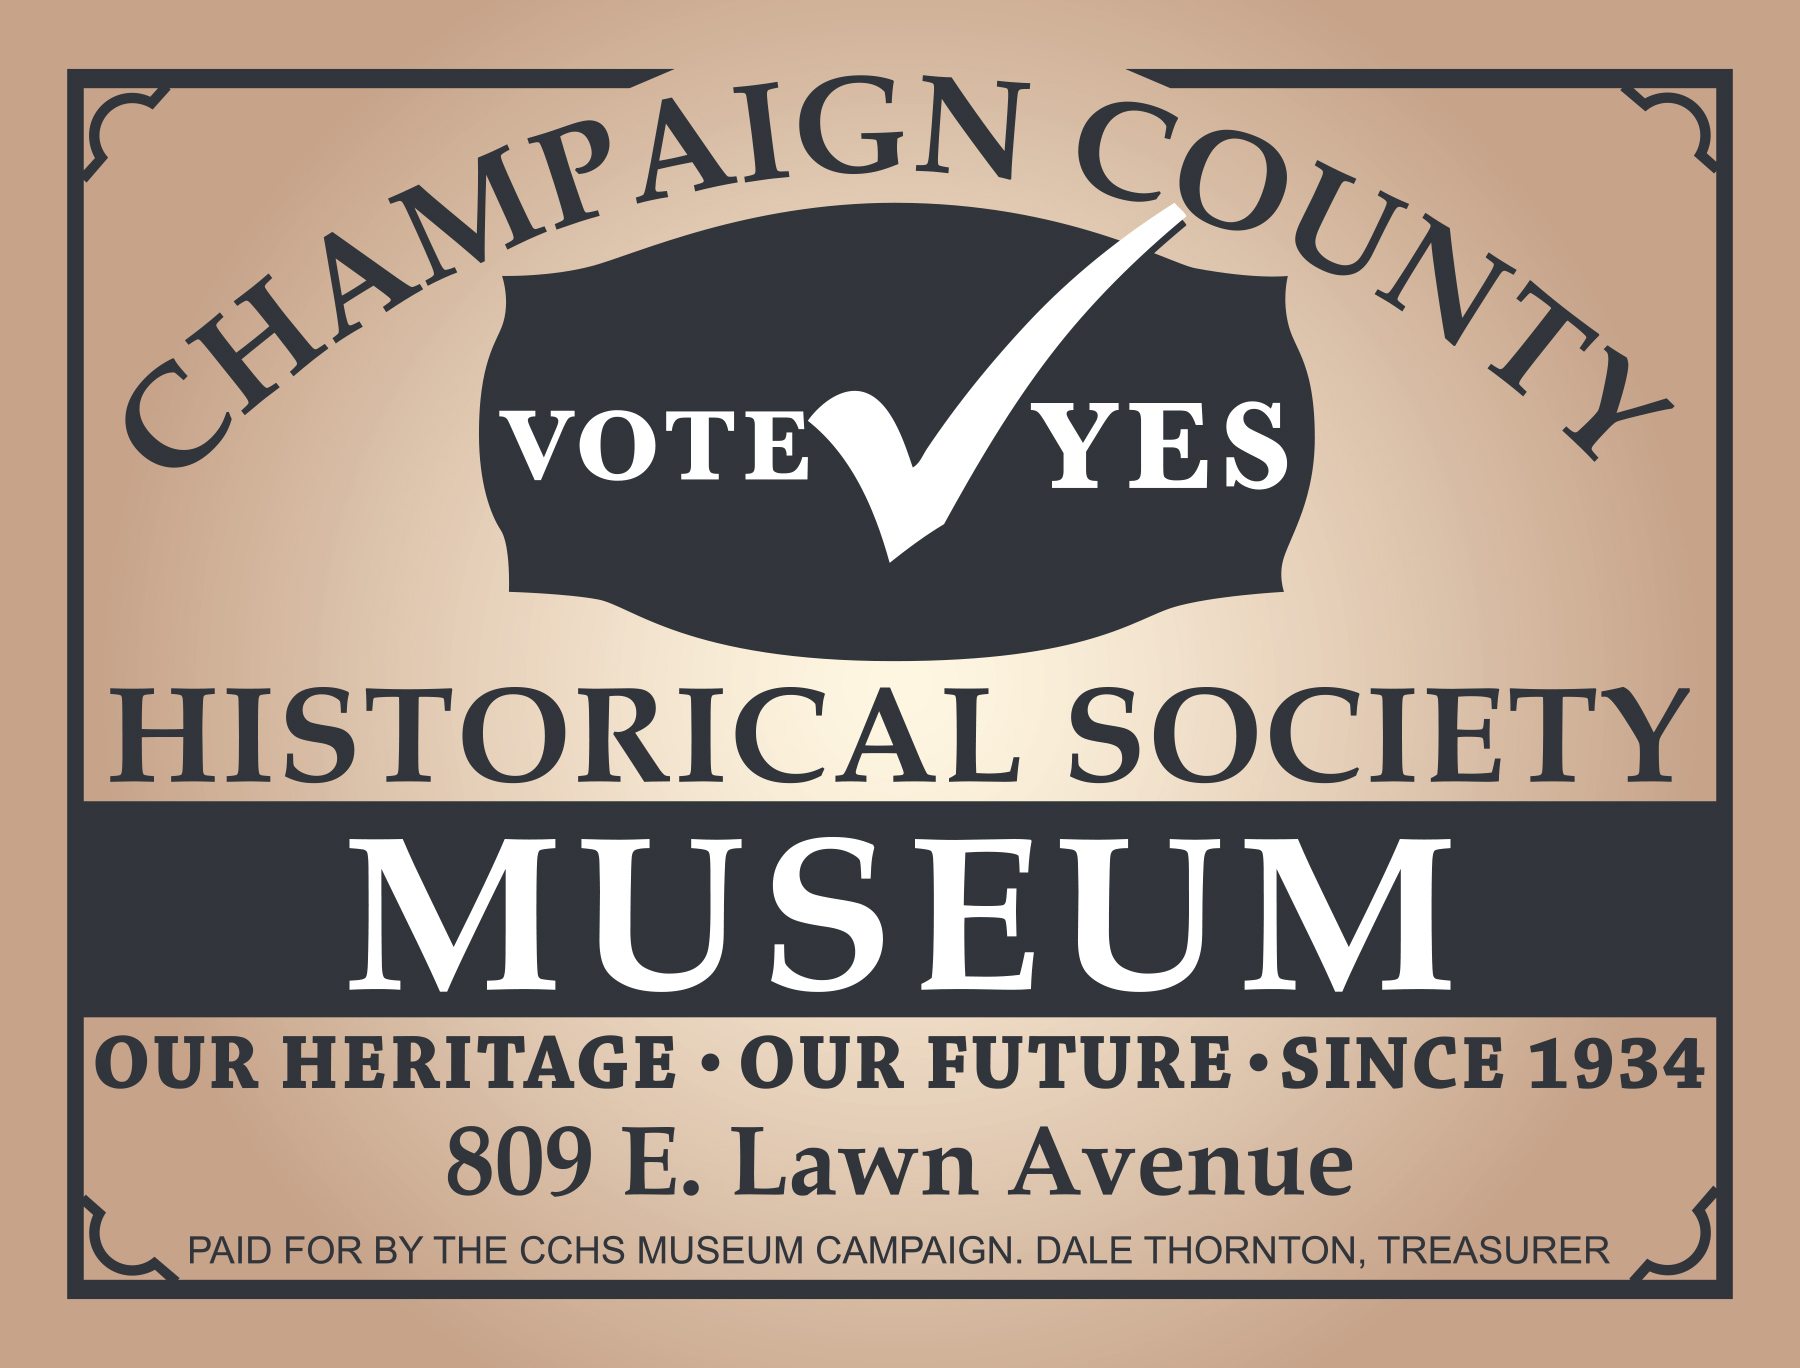 CHAMPAIGN COUNTY
VOTE YES
HISTORICAL SOCIETY
MUSEUM
OUR HERITAGE • OUR FUTURE • SINCE 1934
809 E. Lawn Avenue
PAID FOR BY THE CCHS MUSEUM CAMPAIGN. DALE THORNTON, TREASURER